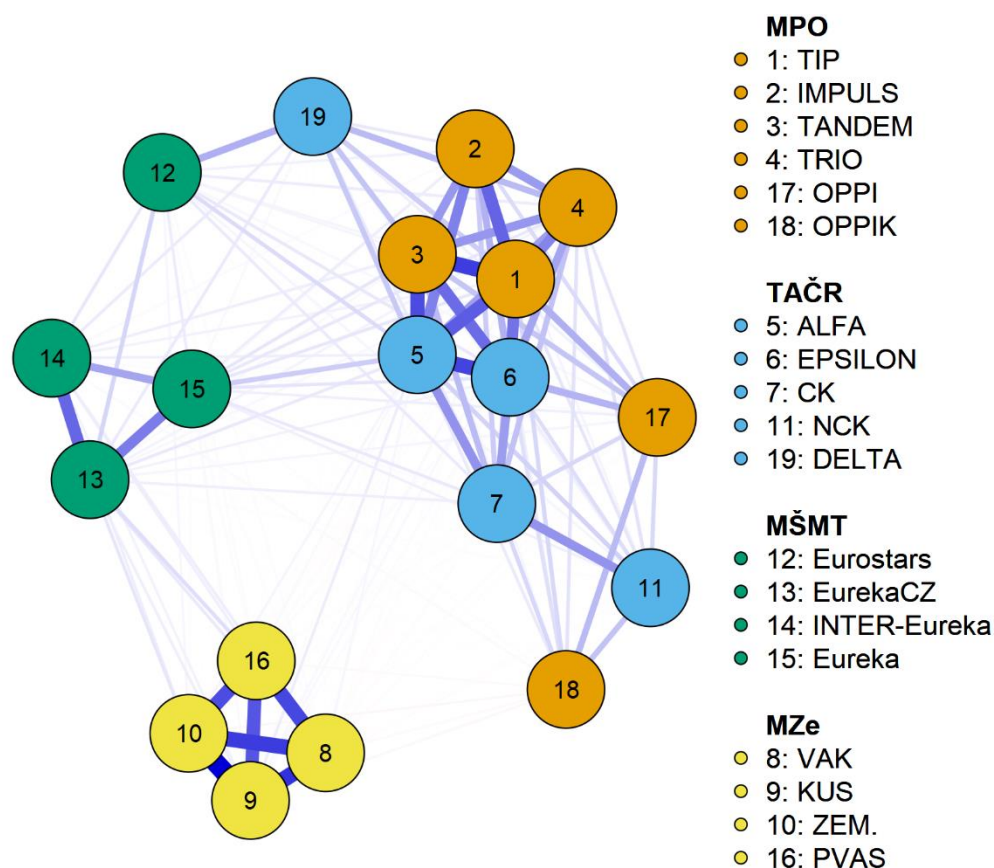 MPO
1: TIP
2: IMPULS
3: TANDEM
4: TRIO
17: OPPI
18: OPPIK
TAČR
5: ALFA
6: EPSILON
7: CK
11: NCK
19: DELTA
MŠMT
12: Eurostars
13: EurekaCZ
14: INTER-Eureka
15: Eureka
MZe
8: VAK
9: KUS
10: ZEM.
16: PVAS
19
2
12
4
3
1
5
14
6
15
17
13
7
11
16
18
10
8
9